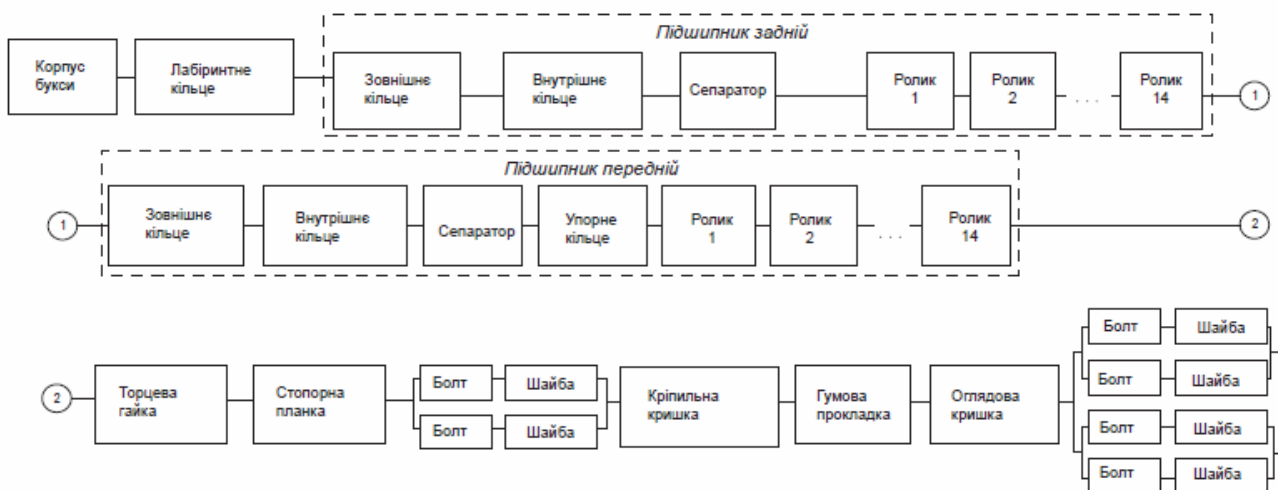 Підшипник задній
Корпус
букси
Лабіринтне
кільце
Зовнішнє
кільце
Внутрішнє
кільце
Сепаратор
Ролик
1
Ролик
2
. . .
Ролик
14
1
Підшипник передній
1
Зовнішнє
кільце
Внутрішнє
кільце
Сепаратор
Упорне
кільце
Ролик
1
Ролик
2
. . .
Ролик
14
2
2
Торцева
гайка
Стопорна
планка
Болт
Шайба
Болт
Шайба
Кріпильна
кришка
Гумова
прокладка
Оглядова
кришка
Болт
Шайба
Болт
Шайба
Болт
Шайба
Болт
Шайба